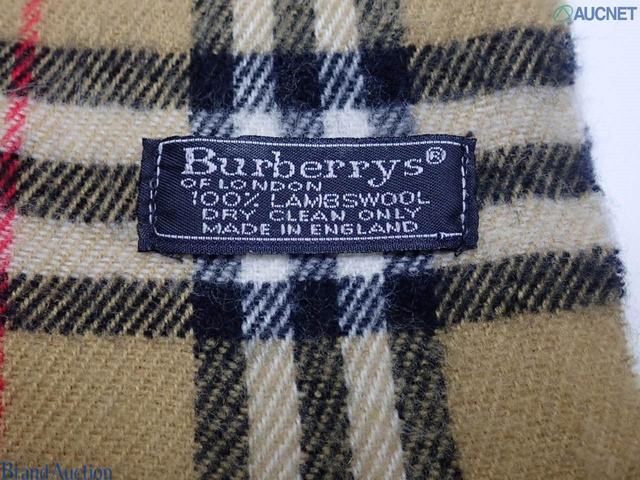 AUCNET
Burberrys®
OF LONDON
100% LAMBSWOOL
DRY CLEAN ONLY
MADE IN ENGLAND
Brand Auction